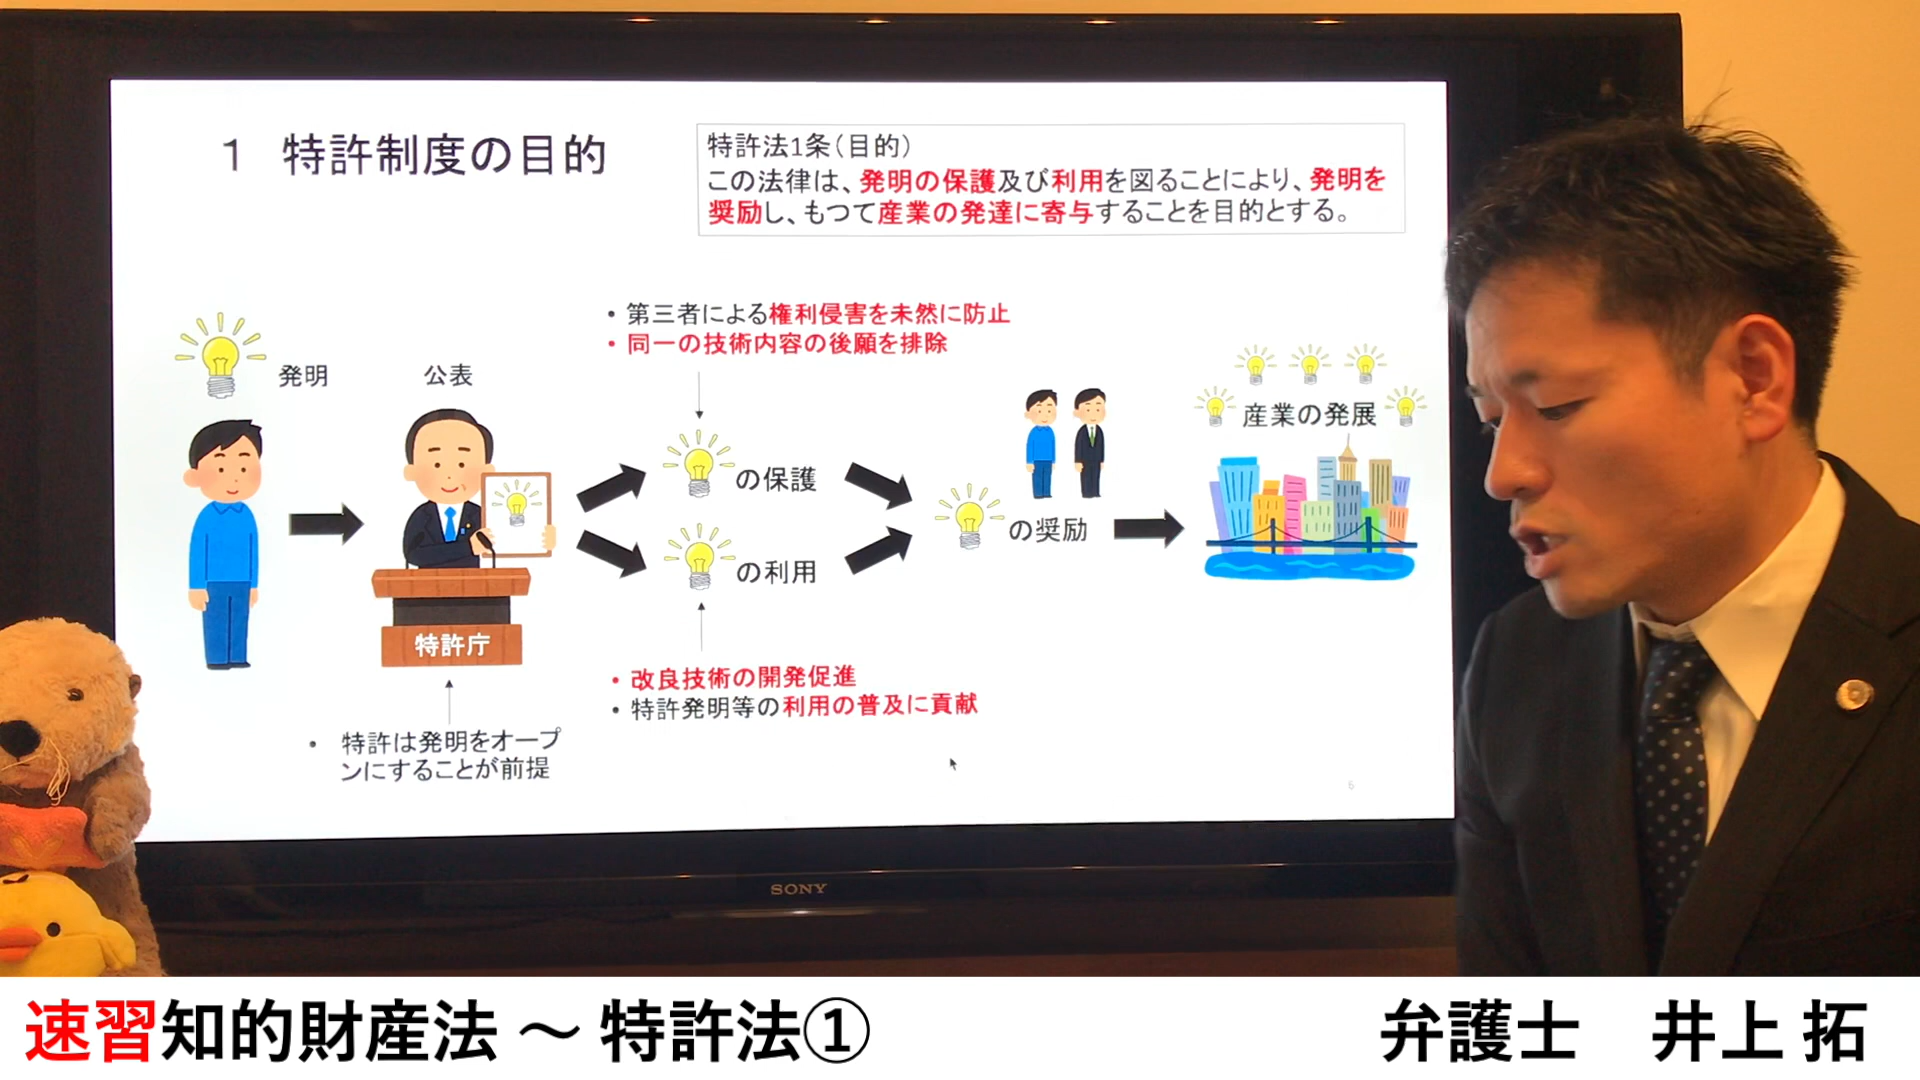 1 特許制度の目的
特許法1条(目的)
この法律は、発明の保護及び利用を図ることにより、発明を
奨励し、もつて産業の発達に寄与することを目的とする。
• 第三者による権利侵害を未然に防止
• 同一の技術内容の後願を排除
発明
公表
の保護
の利用
の奨励
産業の発展
特許庁
• 改良技術の開発促進
• 特許発明等の利用の普及に貢献
• 特許は発明をオープ
ンにすることが前提
6
SONY
速習知的財産法 ~ 特許法①
弁護士 井上 拓